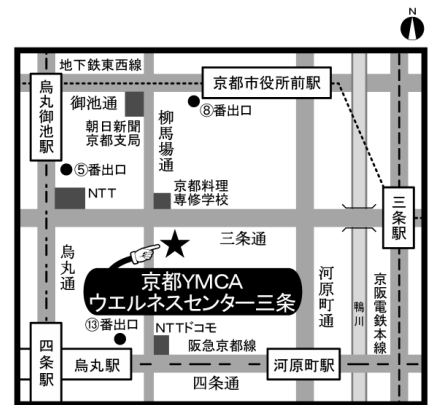 N
地下鉄東西線
京都市役所前駅
烏丸御池駅
御池通
⑧番出口
朝日新聞
京都支局
柳馬場通
⑤番出口
NTT
京都料理
専修学校
三条駅
三条通
烏丸通
京都YMCA
ウエルネスセンター三条
河原町通
鴨川
京阪電鉄本線
⑬番出口
NTTドコモ
阪急京都線
四条駅
烏丸駅
河原町駅
四条通